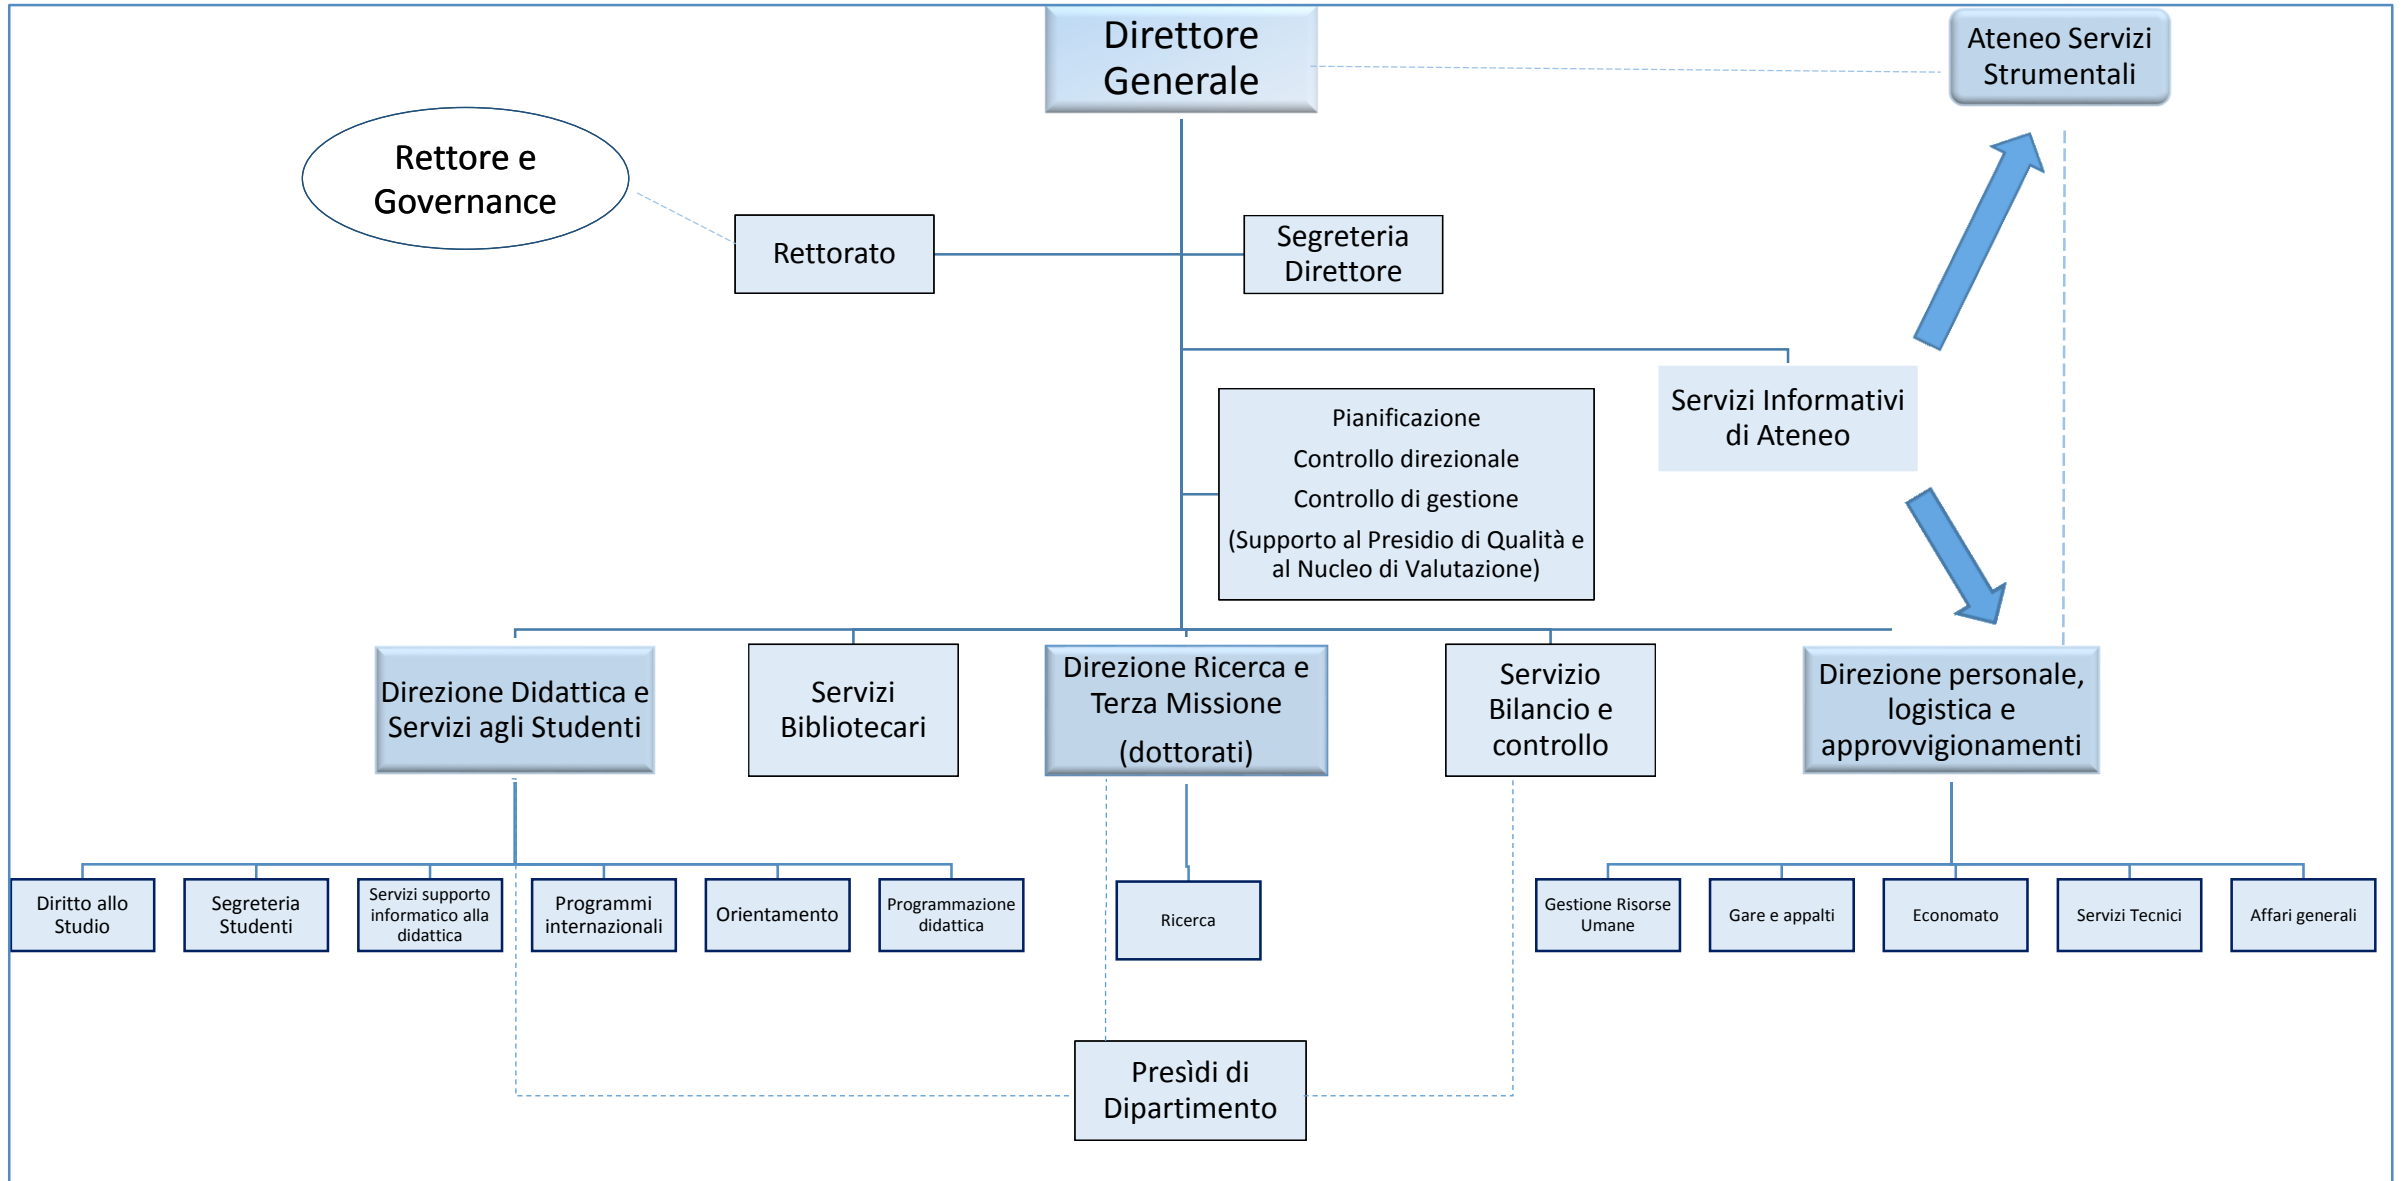 Direttore
Generale
Ateneo Servizi
Strumentali
Rettore e
Governance
Rettorato
Segreteria
Direttore
Servizi Informativi
di Ateneo
Pianificazione
Controllo direzionale
Controllo di gestione
(Supporto al Presidio di Qualità e
al Nucleo di Valutazione)
Direzione Didattica e
Servizi agli Studenti
Servizi
Bibliotecari
Direzione Ricerca e
Terza Missione
(dottorati)
Servizio
Bilancio e
controllo
Direzione personale,
logistica e
approvvigionamenti
Diritto allo
Studio
Segreteria
Studenti
Servizi supporto
informatico alla
didattica
Programmi
internazionali
Orientamento
Programmazione
didattica
Ricerca
Gestione Risorse
Umane
Gare e appalti
Economato
Servizi Tecnici
Affari generali
Presìdi di
Dipartimento